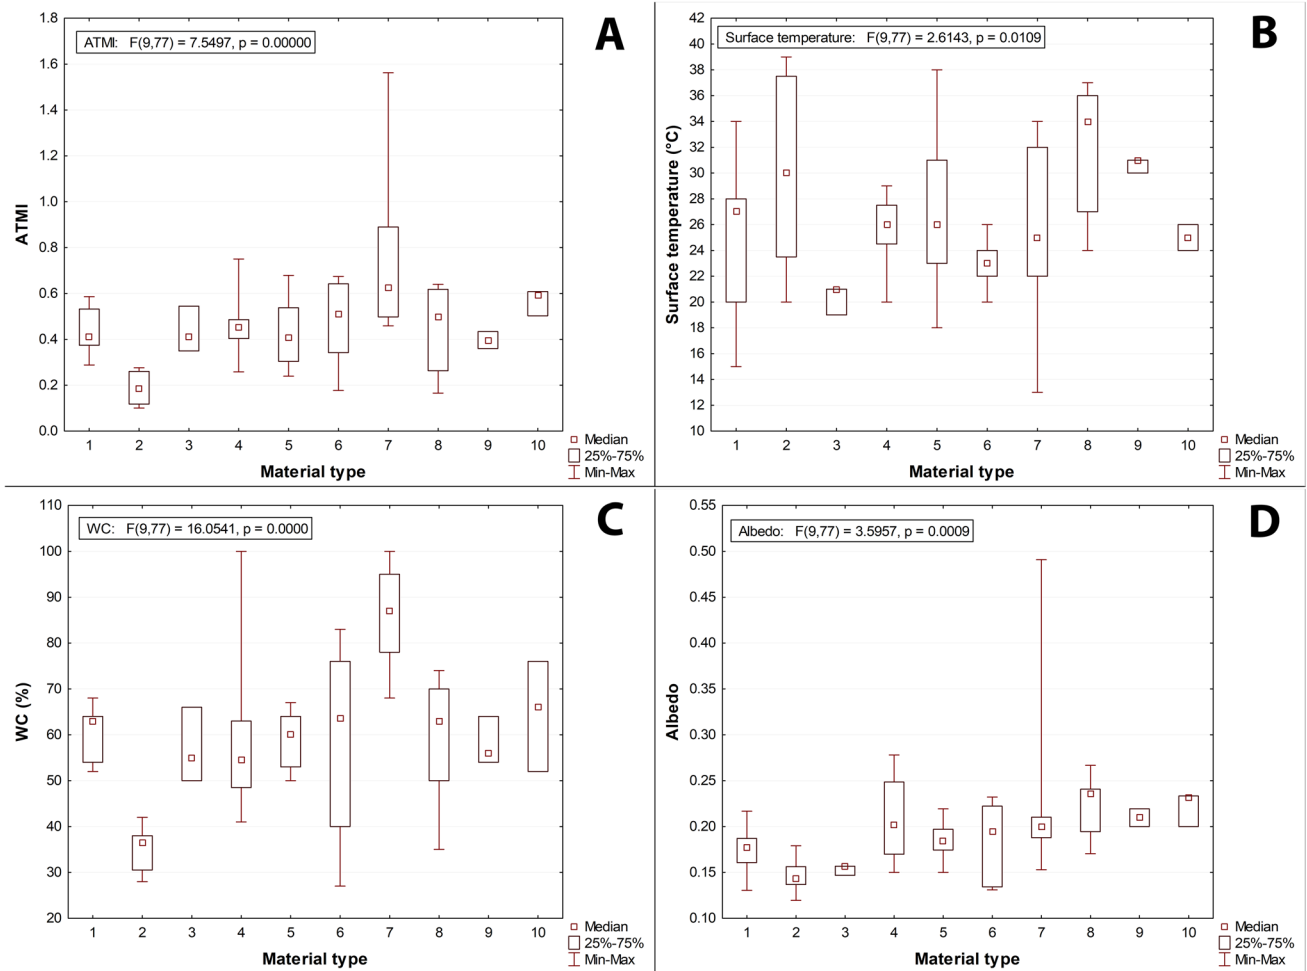 A
ATMI: F(9,77) = 7.5497, p = 0.00000
1.8
1.6
1.4
1.2
1.0
0.8
0.6
0.4
0.2
0.0
ATMI
1 2 3 4 5 6 7 8 9 10
Material type
Median
25%-75%
Min-Max
B
Surface temperature: F(9,77) = 2.6143, p = 0.0109
42
40
38
36
34
32
30
28
26
24
22
20
18
16
14
12
10
Surface temperature (°C)
1 2 3 4 5 6 7 8 9 10
Material type
Median
25%-75%
Min-Max
C
WC: F(9,77) = 16.0541, p = 0.0000
110
100
90
80
70
60
50
40
30
20
WC (%)
1 2 3 4 5 6 7 8 9 10
Material type
Median
25%-75%
Min-Max
D
Albedo: F(9,77) = 3.5957, p = 0.0009
0.55
0.50
0.45
0.40
0.35
0.30
0.25
0.20
0.15
0.10
Albedo
1 2 3 4 5 6 7 8 9 10
Material type
Median
25%-75%
Min-Max